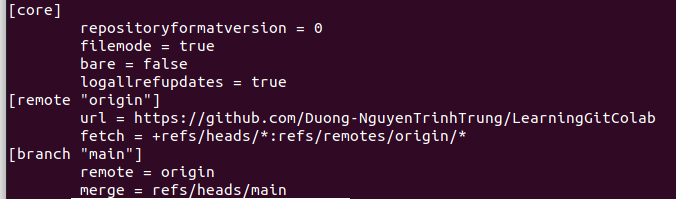 [core]
        repositoryformatversion = 0
        filemode = true
        bare = false
        logallrefupdates = true
[remote "origin"]
        url = https://github.com/Duong-NguyenTrinhTrung/LearningGitColab
        fetch = +refs/heads/*:refs/remotes/origin/*
[branch "main"]
        remote = origin
        merge = refs/heads/main